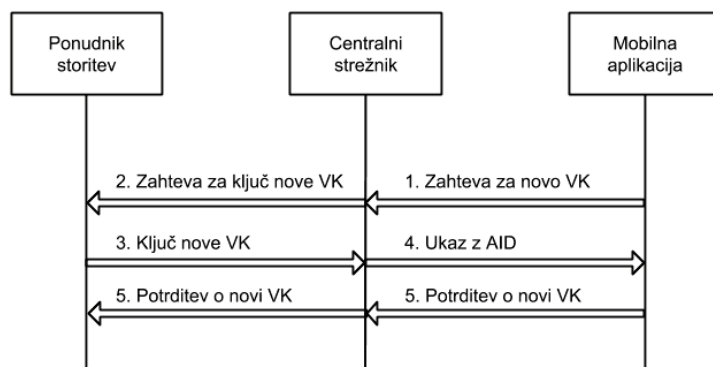 Ponudnik
storitev
Centralni
strežnik
Mobilna
aplikacija
2. Zahteva za ključ nove VK
1. Zahteva za novo VK
3. Ključ nove VK
4. Ukaz z AID
5. Potrditev o novi VK
5. Potrditev o novi VK